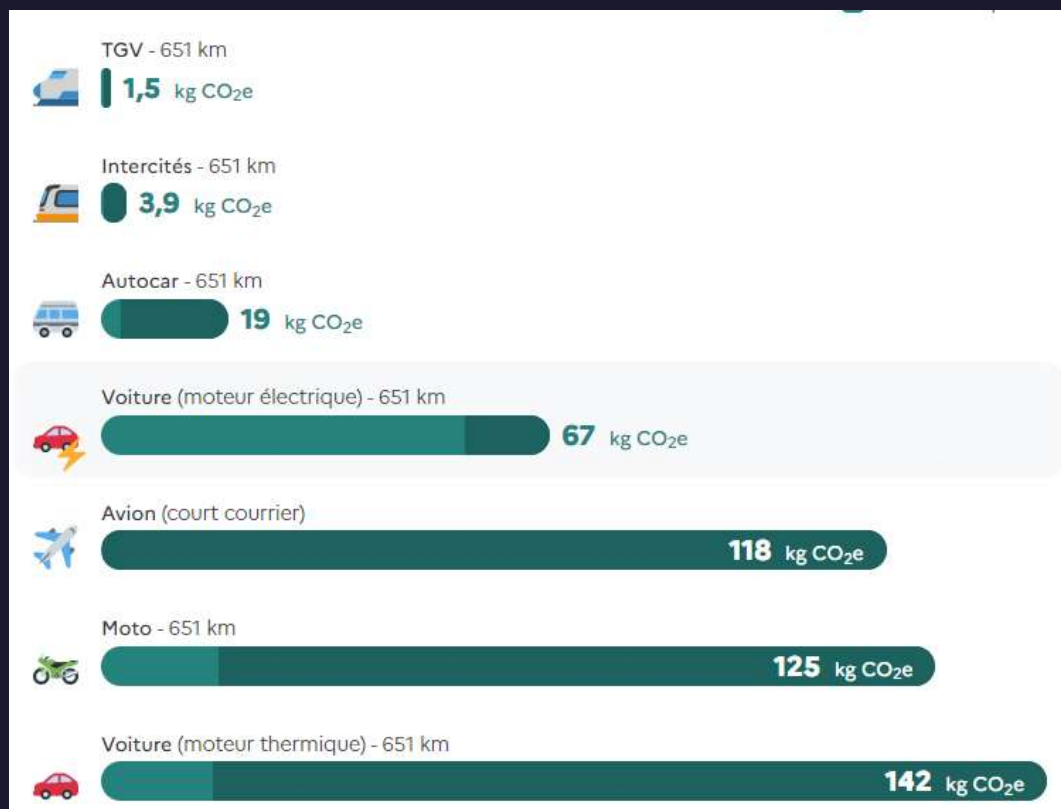 TGV - 651 km
1,5 kg CO₂e
Intercités - 651 km
3,9 kg CO₂e
Autocar - 651 km
19 kg CO₂e
Voiture (moteur électrique) - 651 km
67 kg CO₂e
Avion (court courrier)
118 kg CO₂e
Moto - 651 km
125 kg CO₂e
Voiture (moteur thermique) - 651 km
142 kg CO₂e